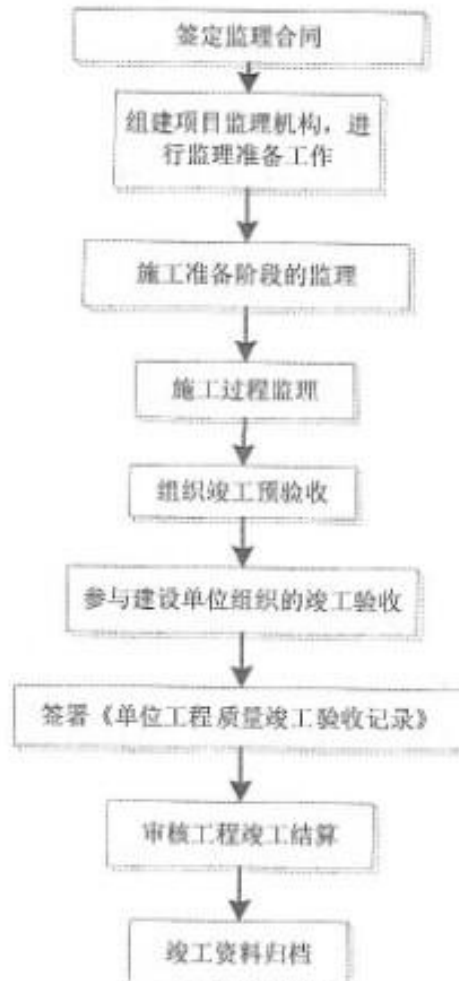 签定监理合同
组建项目监理机构，进
行监理准备工作
施工准备阶段的监理
施工过程监理
组织竣工预验收
参与建设单位组织的竣工验收
签署《单位工程质量竣工验收记录》
审核工程竣工结算
竣工资料归档